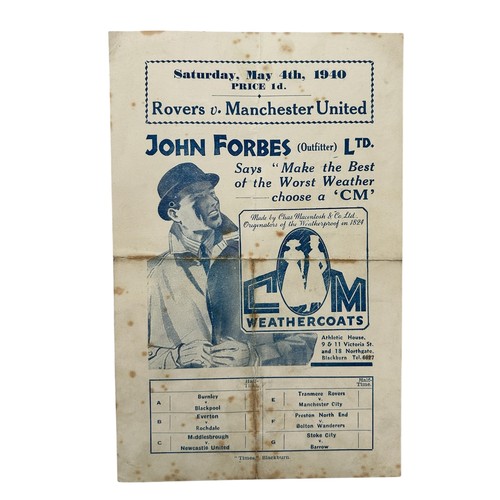 Saturday, May 4th, 1940
PRICE 1d.
Rovers v. Manchester United
JOHN FORBES (Outfitter) LTD.
Says "Make the Best
of the Worst Weather
choose a 'CM'
Made by Chas Macintosh & Co. Ltd.
Originators of the Weatherproof in 1824
CM
WEATHERCOATS
Athletic House,
9 & 11 Victoria St.
and 18 Northgate,
Blackburn Tel. 6097
Half-Time. Half-Time.
A Burnley v. Blackpool
B Everton v. Rochdale
C Middlesbrough v. Newcastle United
E Tranmere Rovers v. Manchester City
F Preston North End v. Bolton Wanderers
G Stoke City v. Barrow
"Times," Blackburn.